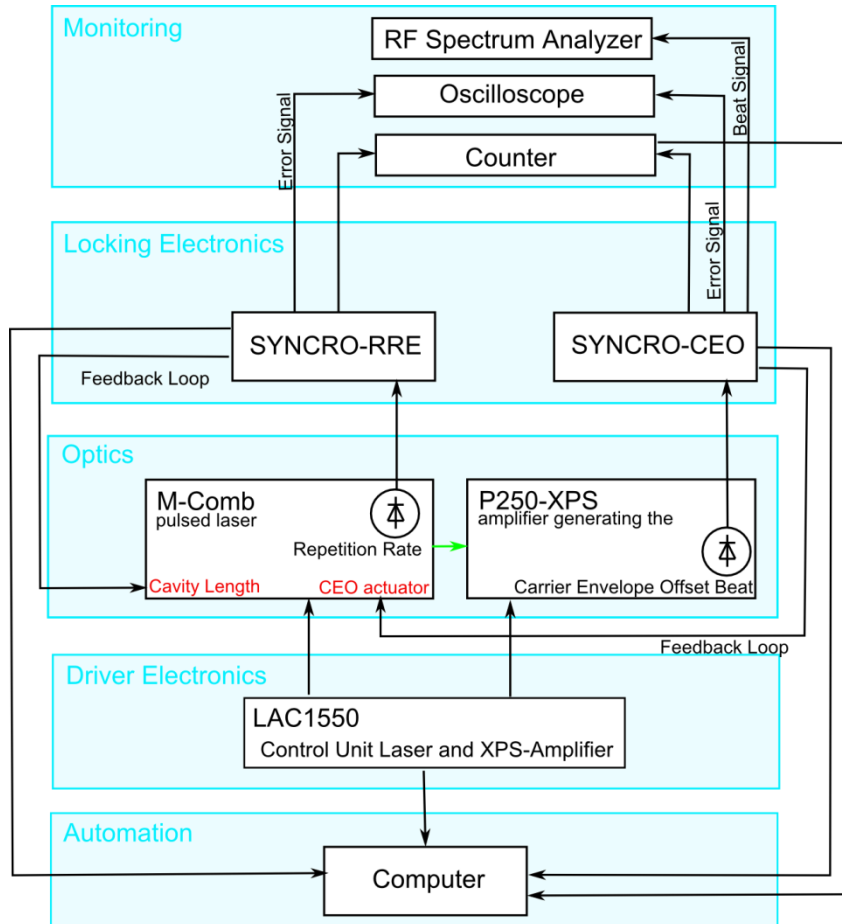 Monitoring
RF Spectrum Analyzer
Oscilloscope
Counter
Error Signal
Beat Signal
Error Signal
Locking Electronics
SYNCRO-RRE
SYNCRO-CEO
Feedback Loop
Optics
M-Comb
pulsed laser
Repetition Rate
Cavity Length
CEO actuator
P250-XPS
amplifier generating the
Carrier Envelope Offset Beat
Feedback Loop
Driver Electronics
LAC1550
Control Unit Laser and XPS-Amplifier
Automation
Computer